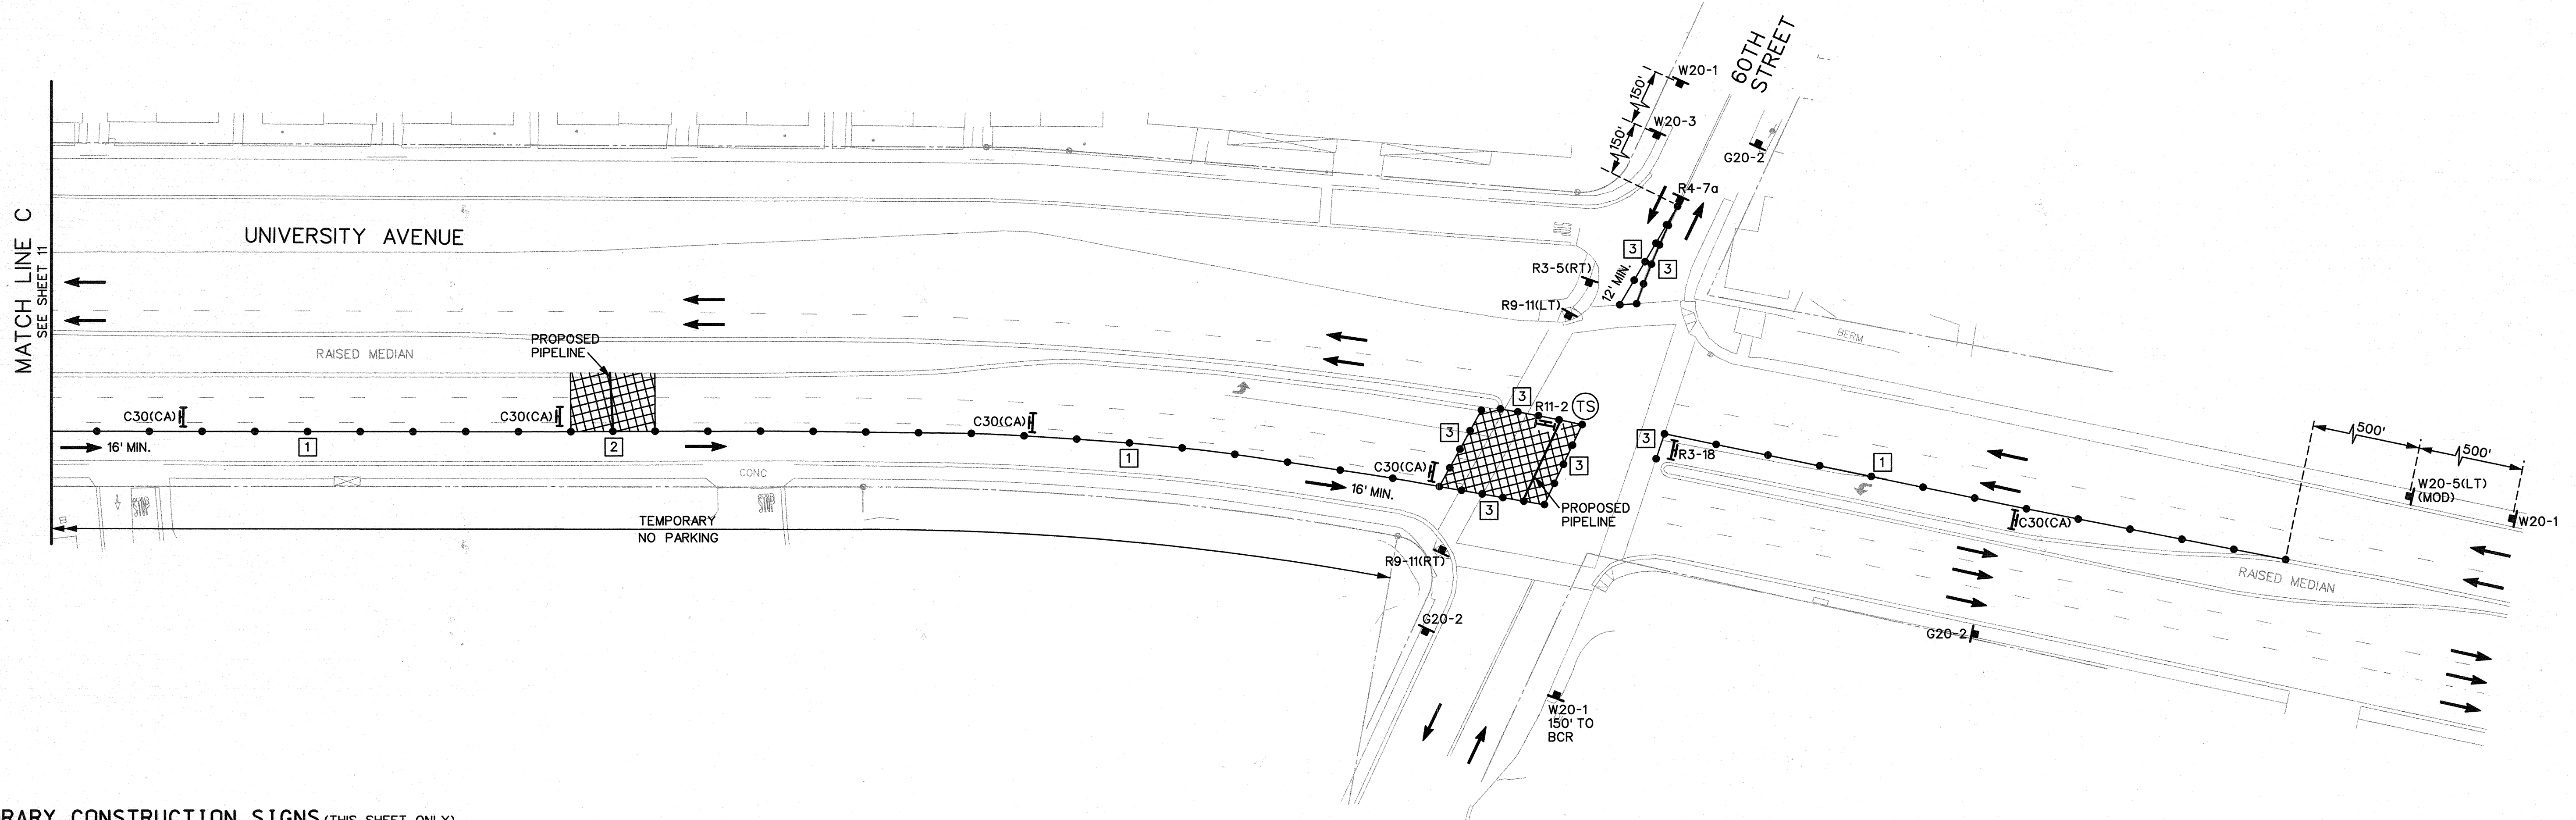 MATCH LINE C
SEE SHEET 11
UNIVERSITY AVENUE
RAISED MEDIAN
PROPOSED
PIPELINE
C30(CA)
C30(CA)
C30(CA)
C30(CA)
16' MIN.
1
2
1
16' MIN.
CONC
TEMPORARY
NO PARKING
60TH
STREET
150'
150'
W20-1
W20-3
G20-2
R4-7a
3
3
12' MIN.
R3-5(RT)
R9-11(LT)
BERM
3
R11-2
TS
3
3
3
PROPOSED
PIPELINE
R9-11(RT)
G20-2
W20-1
150' TO
BCR
3
R3-18
1
C30(CA)
500'
500'
W20-5(LT)
(MOD)
W20-1
RAISED MEDIAN
G20-2
RARY CONSTRUCTION SIGNS (THIS SHEET ONLY)